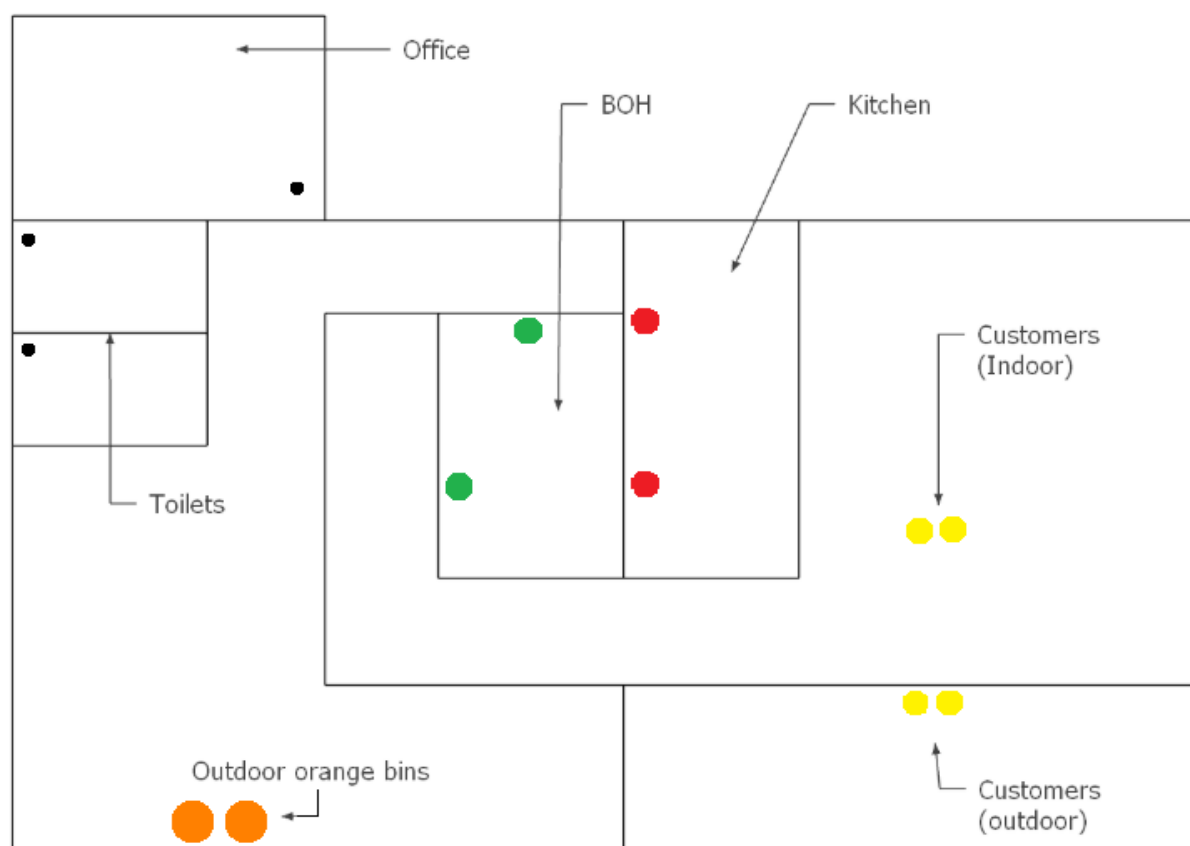 Office
BOH
Kitchen
Customers
(Indoor)
Toilets
Outdoor orange bins
Customers
(outdoor)